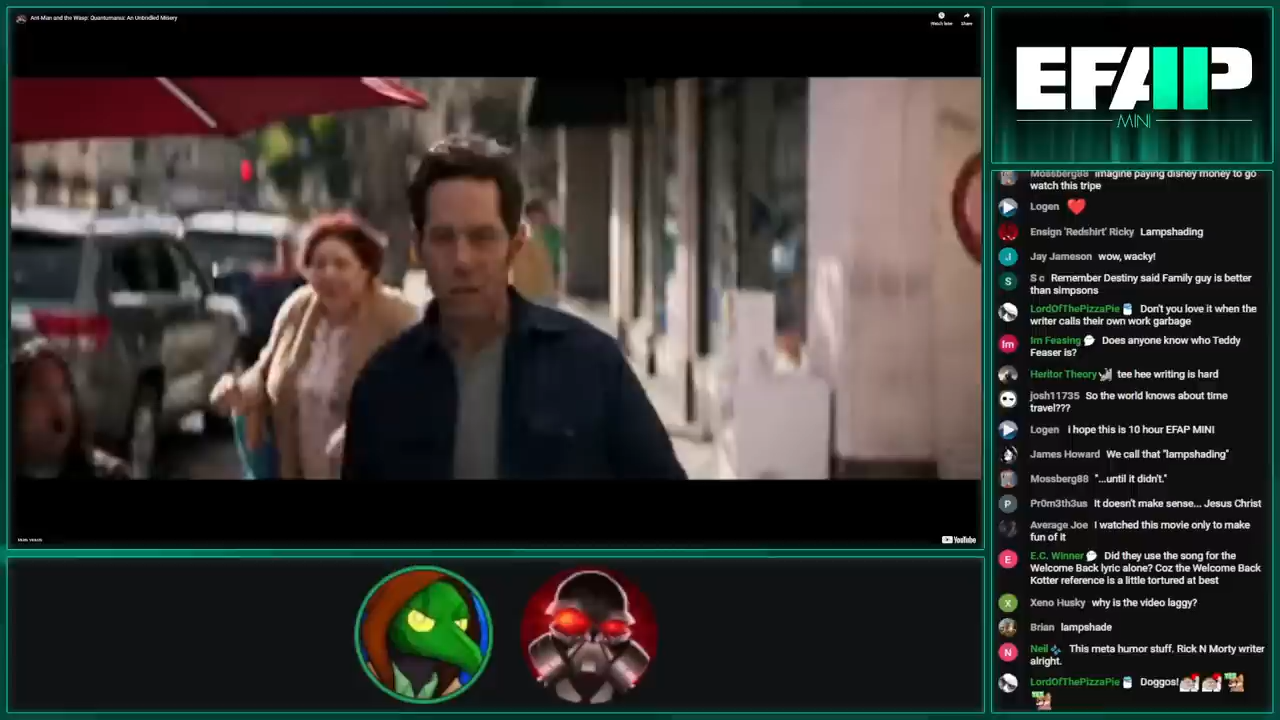 Ant-Man and the Wasp: Quantumania: An Unbridled Misery
Watch later
Share
YouTube
EFAP
MINI
Mossberg88 imagine paying disney money to go
watch this tripe
Logen
Ensign 'Redshirt' Ricky Lampshading
J
Jay Jameson wow, wacky!
S
S c Remember Destiny said Family guy is better
than simpsons
LordOfThePizzaPie Don't you love it when the
writer calls their own work garbage
Im
Im Feasing Does anyone know who Teddy
Feaser is?
Heritor Theory tee hee writing is hard
josh11735 So the world knows about time
travel???
Logen I hope this is 10 hour EFAP MINI
James Howard We call that "lampshading"
Mossberg88 "...until it didn't."
P
Pr0m3th3us It doesn't make sense... Jesus Christ
Average Joe I watched this movie only to make
fun of it
E
E.C. Winner Did they use the song for the
Welcome Back lyric alone? Coz the Welcome Back
Kotter reference is a little tortured at best
X
Xeno Husky why is the video laggy?
Brian lampshade
N
Neil This meta humor stuff. Rick N Morty writer
alright.
LordOfThePizzaPie Doggos!